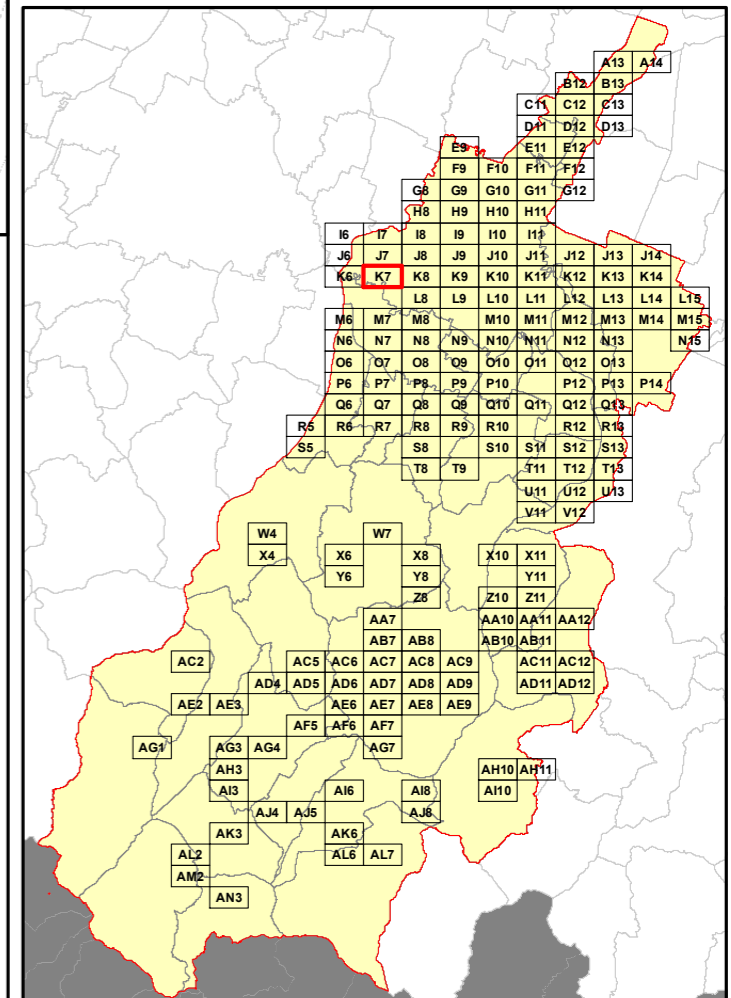 A13 A14
B12 B13
C11 C12 C13
D11 D12 D13
E9 E11 E12
F9 F10 F11 F12
G8 G9 G10 G11 G12
H8 H9 H10 H11
I6 I7 I8 I9 I10 I11
J6 J7 J8 J9 J10 J11 J12 J13 J14
K6 K7 K8 K9 K10 K11 K12 K13 K14
L8 L9 L10 L11 L12 L13 L14 L15
M6 M7 M8 M10 M11 M12 M13 M14 M15
N6 N7 N8 N9 N10 N11 N12 N13 N15
O6 O7 O8 O9 O10 O11 O12 O13
P6 P7 P8 P9 P10 P12 P13 P14
Q6 Q7 Q8 Q9 Q10 Q11 Q12 Q13
R5 R6 R7 R8 R9 R10 R12 R13
S5 S8 S10 S11 S12 S13
T8 T9 T11 T12 T13
U11 U12 U13
V11 V12
W4 W7
X4 X6 X8 X10 X11
Y6 Y8 Y11
Z8 Z10 Z11
AA7 AA10 AA11 AA12
AB7 AB8 AB10 AB11
AC2 AC5 AC6 AC7 AC8 AC9 AC11 AC12
AD4 AD5 AD6 AD7 AD8 AD9 AD11 AD12
AE2 AE3 AE6 AE7 AE8 AE9
AF5 AF6 AF7
AG1 AG3 AG4 AG7
AH3 AH10 AH11
AI3 AI6 AI8 AI10
AJ4 AJ5 AJ8
AK3 AK6
AL2 AL6 AL7
AM2
AN3